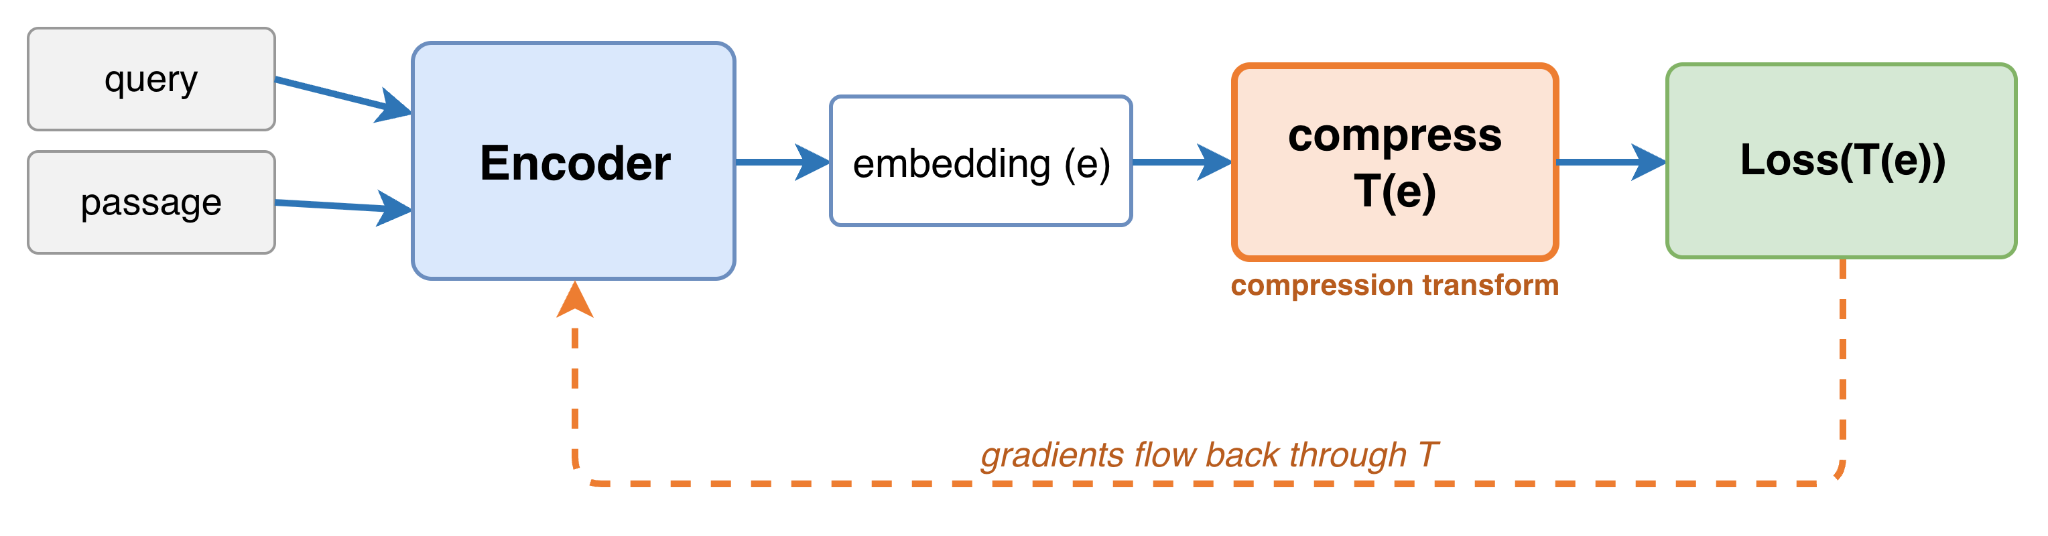 query
passage
Encoder
embedding (e)
compress
T(e)
compression transform
Loss(T(e))
gradients flow back through T